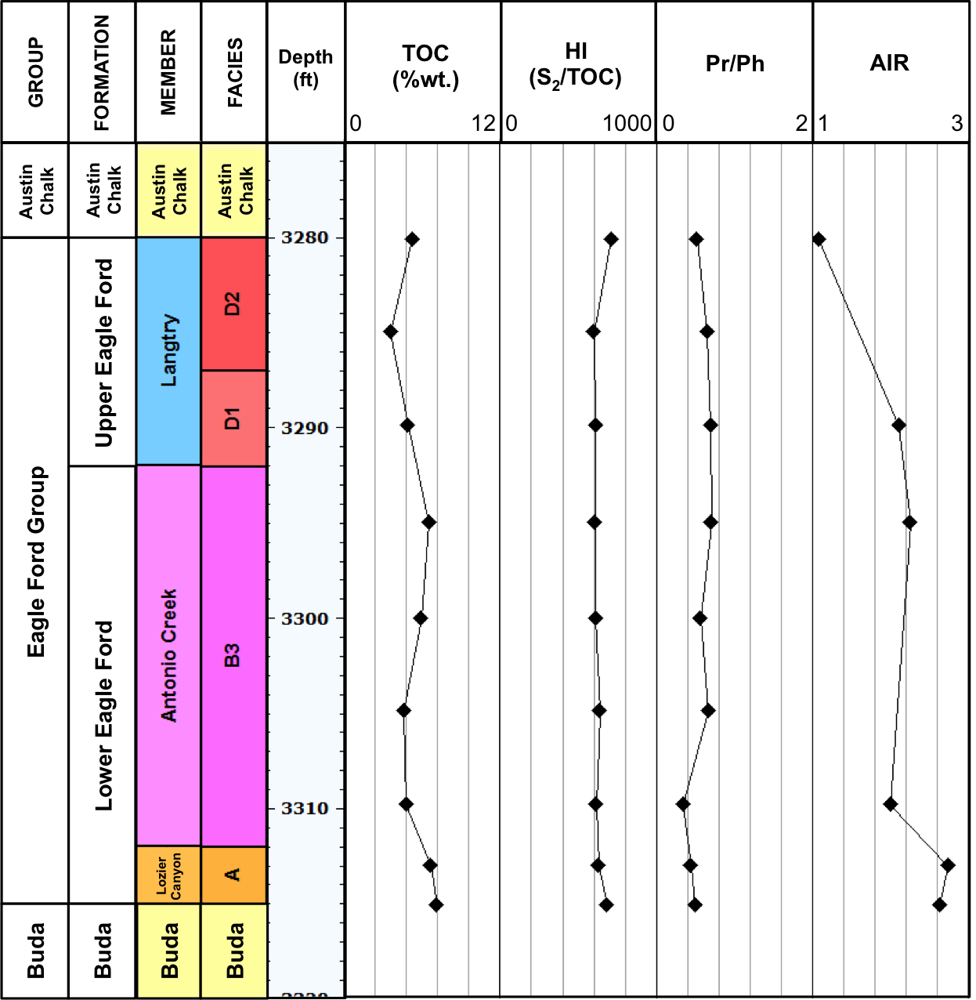 GROUP
FORMATION
MEMBER
FACIES
Depth
(ft)
TOC
(%wt.)
0 12
HI
(S2/TOC)
0 1000
Pr/Ph
0 2
AIR
1 3
Austin
Chalk
Austin
Chalk
Austin
Chalk
Austin
Chalk
Eagle Ford Group
Upper Eagle Ford
Langtry
D2
D1
Lower Eagle Ford
Antonio Creek
B3
Lozier
Canyon
A
Buda
Buda
Buda
Buda
3280
3290
3300
3310